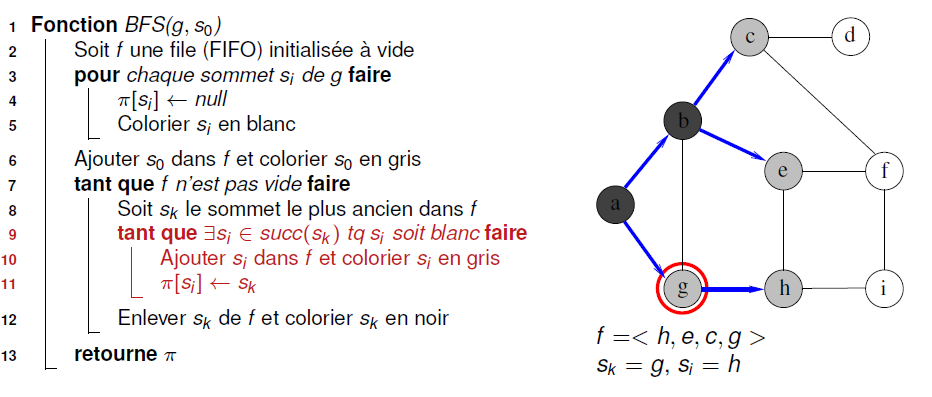 1 Fonction BFS(g, s₀)
2 Soit f une file (FIFO) initialisée à vide
3 pour chaque sommet sᵢ de g faire
4 π[sᵢ] ← null
5 Colorier sᵢ en blanc
6 Ajouter s₀ dans f et colorier s₀ en gris
7 tant que f n'est pas vide faire
8 Soit sₖ le sommet le plus ancien dans f
9 tant que ∃sᵢ ∈ succ(sₖ) tq sᵢ soit blanc faire
10 Ajouter sᵢ dans f et colorier sᵢ en gris
11 π[sᵢ] ← sₖ
12 Enlever sₖ de f et colorier sₖ en noir
13 retourne π
c d
b
e f
a
g h i
f =< h, e, c, g >
sₖ = g, sᵢ = h